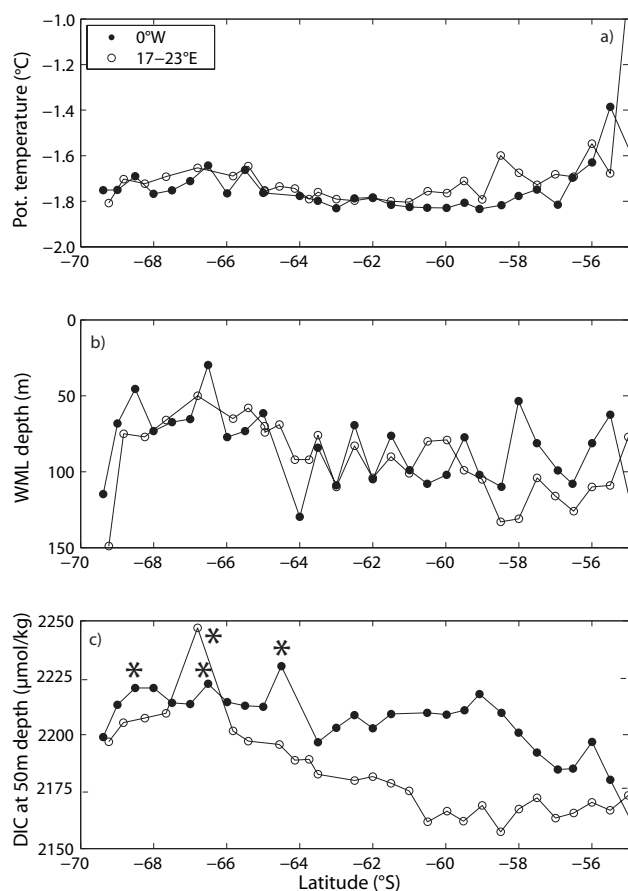 −1.0
0°W
17−23°E
a)
−1.2
−1.4
−1.6
−1.8
−2.0
Pot. temperature (°C)
−70 −68 −66 −64 −62 −60 −58 −56
0
b)
50
100
150
WML depth (m)
−70 −68 −66 −64 −62 −60 −58 −56
2250
c)
* * * *
2225
2200
2175
2150
DIC at 50m depth (µmol/kg)
−70 −68 −66 −64 −62 −60 −58 −56
Latitude (°S)